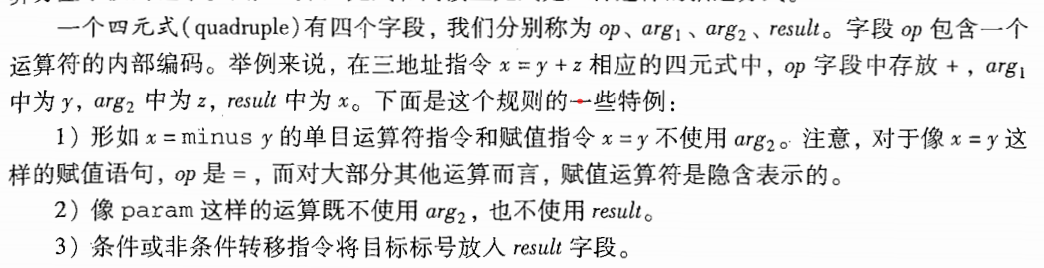 一个四元式(quadruple)有四个字段，我们分别称为 op、arg₁、arg₂、result。字段 op 包含一个
运算符的内部编码。举例来说，在三地址指令 x = y + z 相应的四元式中，op 字段中存放 +，arg₁
中为 y，arg₂ 中为 z，result 中为 x。下面是这个规则的一些特例：
1）形如 x = minus y 的单目运算符指令和赋值指令 x = y 不使用 arg₂。注意，对于像 x = y 这
样的赋值语句，op 是 =，而对大部分其他运算而言，赋值运算符是隐含表示的。
2）像 param 这样的运算既不使用 arg₂，也不使用 result。
3）条件或非条件转移指令将目标标号放入 result 字段。